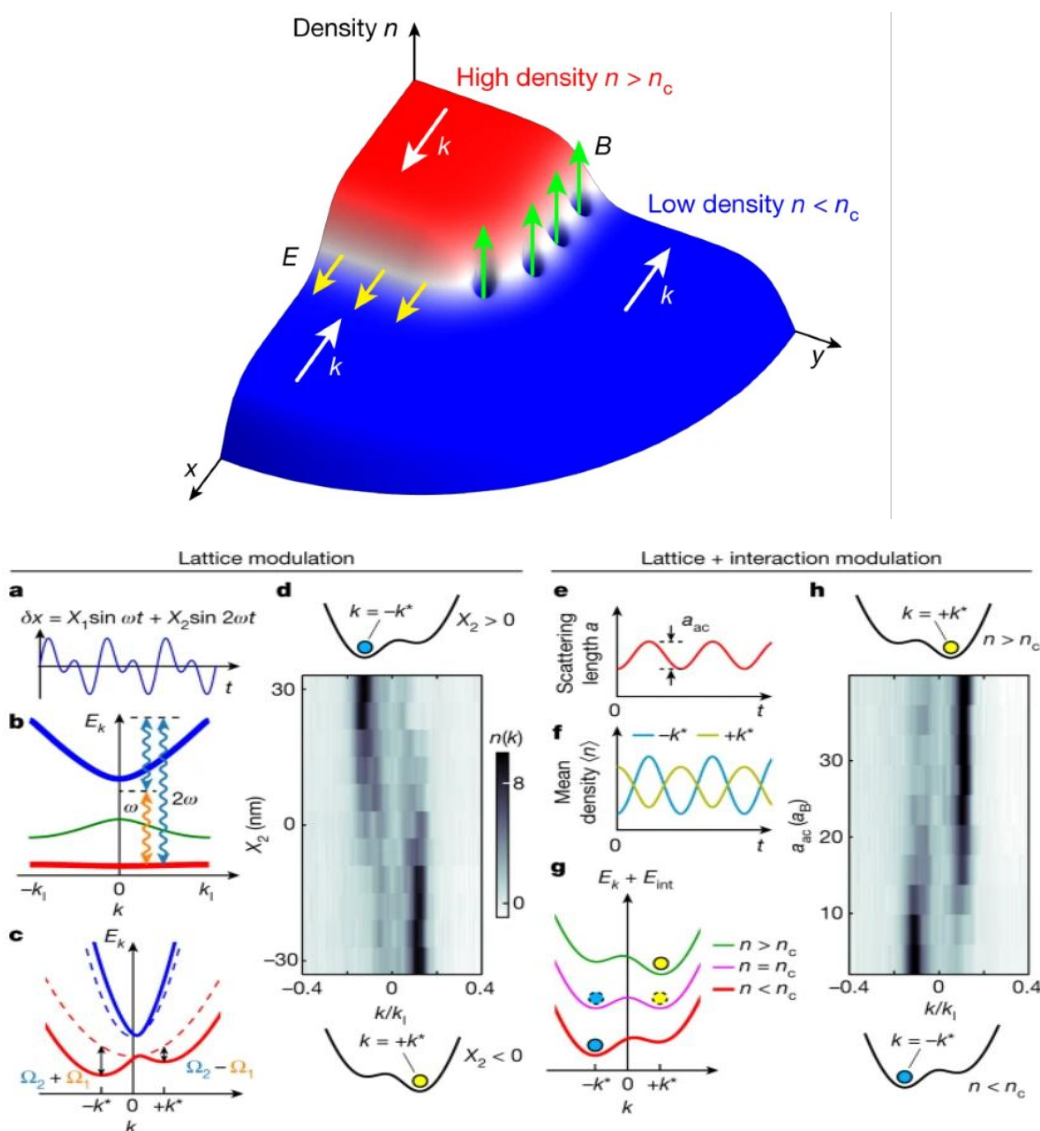 Density n
High density n > nc
k
B
Low density n < nc
E
k
k
y
x
Lattice modulation
a
δx = X1 sin ωt + X2 sin 2ωt
t
b
Ek
ω
2ω
−kl
0
kl
k
c
Ek
Ω2 + Ω1
Ω2 − Ω1
−k*
0
+k*
k
d
k = −k*
X2 > 0
30
0
−30
X2 (nm)
n(k)
8
0
−0.4
0.4
k/kl
k = +k*
X2 < 0
Lattice + interaction modulation
e
Scattering
length a
aac
0
t
f
−k*
+k*
Mean
density ⟨n⟩
0
t
g
Ek + Eint
n > nc
n = nc
n < nc
−k*
0
+k*
k
h
k = +k*
n > nc
30
20
10
aac (aB)
−0.4
0.4
k/kl
k = −k*
n < nc